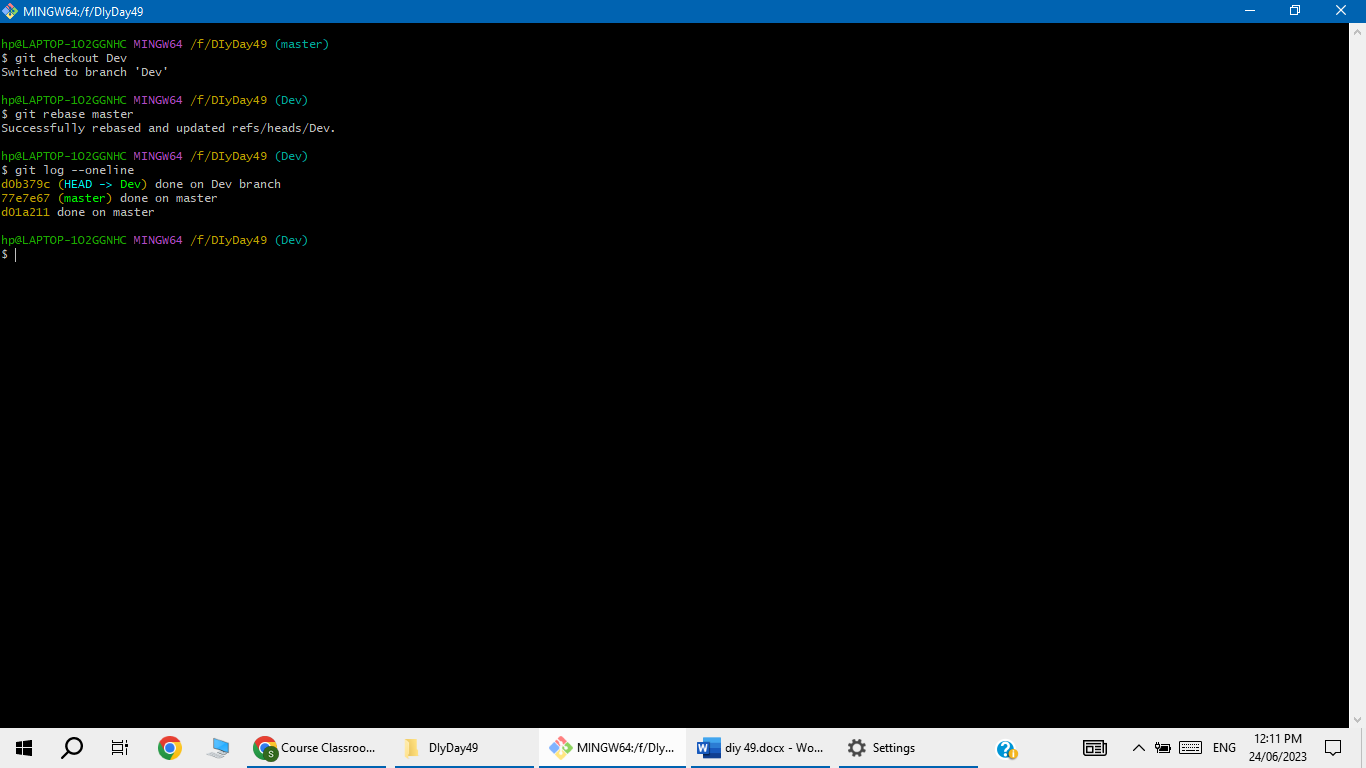 MINGW64:/f/DIyDay49
hp@LAPTOP-1O2GGNHC MINGW64 /f/DIyDay49 (master)
$ git checkout Dev
Switched to branch 'Dev'
hp@LAPTOP-1O2GGNHC MINGW64 /f/DIyDay49 (Dev)
$ git rebase master
Successfully rebased and updated refs/heads/Dev.
hp@LAPTOP-1O2GGNHC MINGW64 /f/DIyDay49 (Dev)
$ git log --oneline
d0b379c (HEAD -> Dev) done on Dev branch
77e7e67 (master) done on master
d01a211 done on master
hp@LAPTOP-1O2GGNHC MINGW64 /f/DIyDay49 (Dev)
$
S Course Classroo...
DIyDay49
MINGW64:/f/DIy...
diy 49.docx - Wo...
Settings
ENG
12:11 PM
24/06/2023